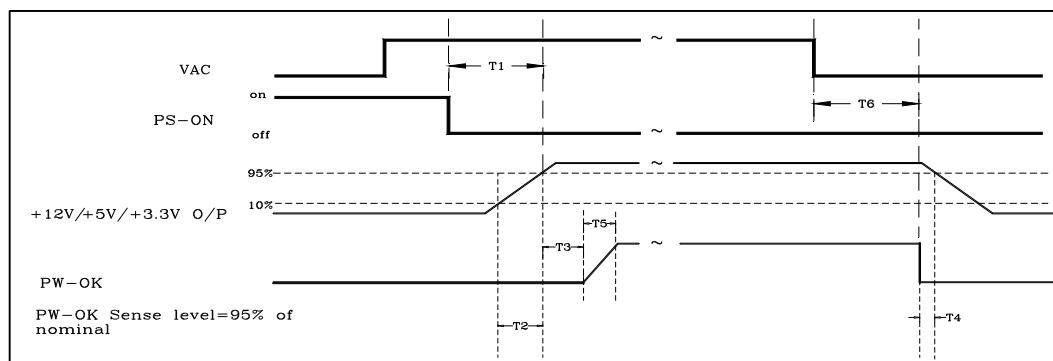 ~ ~
VAC
T1
T6
on
PS-ON
off
~
~
95%
10%
+12V/+5V/+3.3V O/P
T5
T3
~
PW-OK
PW-OK Sense level=95% of
nominal
T2
T4